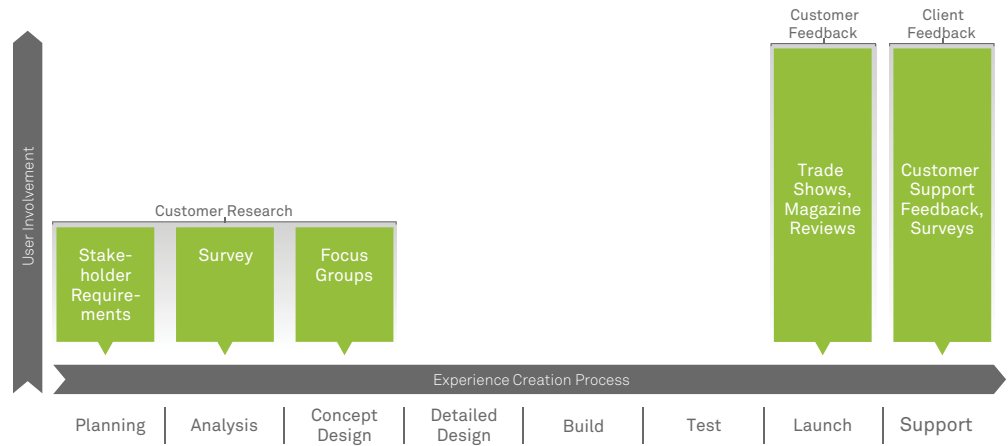 Customer
Feedback
Client
Feedback
User Involvement
Customer Research
Stake-
holder
Require-
ments
Survey
Focus
Groups
Trade
Shows,
Magazine
Reviews
Customer
Support
Feedback,
Surveys
Experience Creation Process
Planning
Analysis
Concept
Design
Detailed
Design
Build
Test
Launch
Support